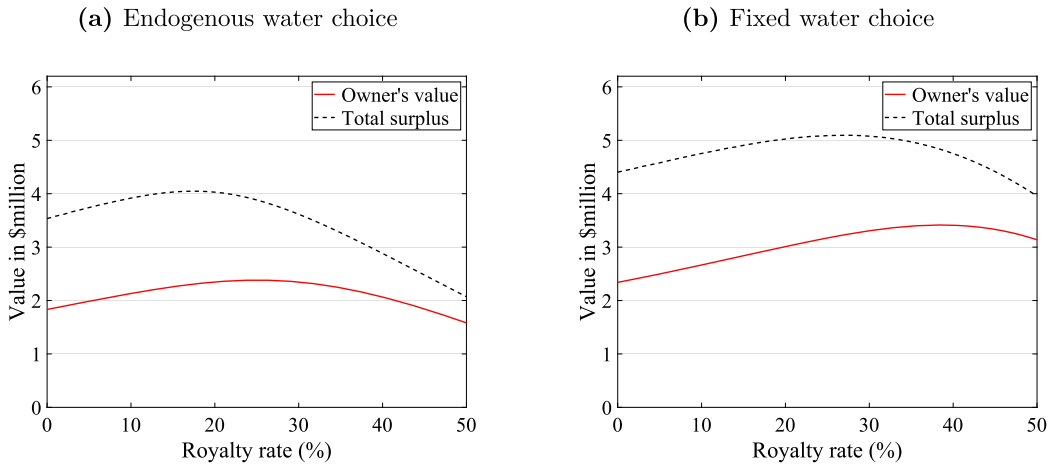 (a) Endogenous water choice
Value in $million
6
5
4
3
2
1
0
Owner's value
Total surplus
0 10 20 30 40 50
Royalty rate (%)
(b) Fixed water choice
Value in $million
6
5
4
3
2
1
0
Owner's value
Total surplus
0 10 20 30 40 50
Royalty rate (%)